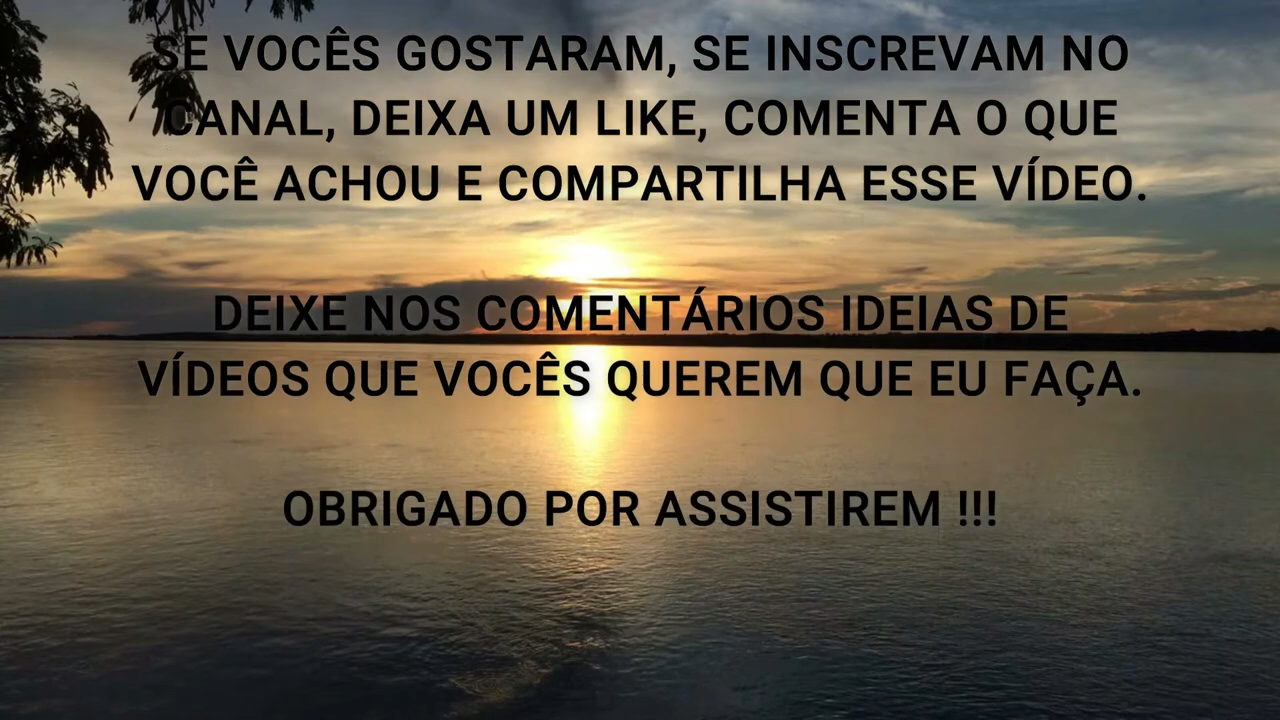 SE VOCÊS GOSTARAM, SE INSCREVAM NO
CANAL, DEIXA UM LIKE, COMENTA O QUE
VOCÊ ACHOU E COMPARTILHA ESSE VÍDEO.
DEIXE NOS COMENTÁRIOS IDEIAS DE
VÍDEOS QUE VOCÊS QUEREM QUE EU FAÇA.
OBRIGADO POR ASSISTIREM !!!